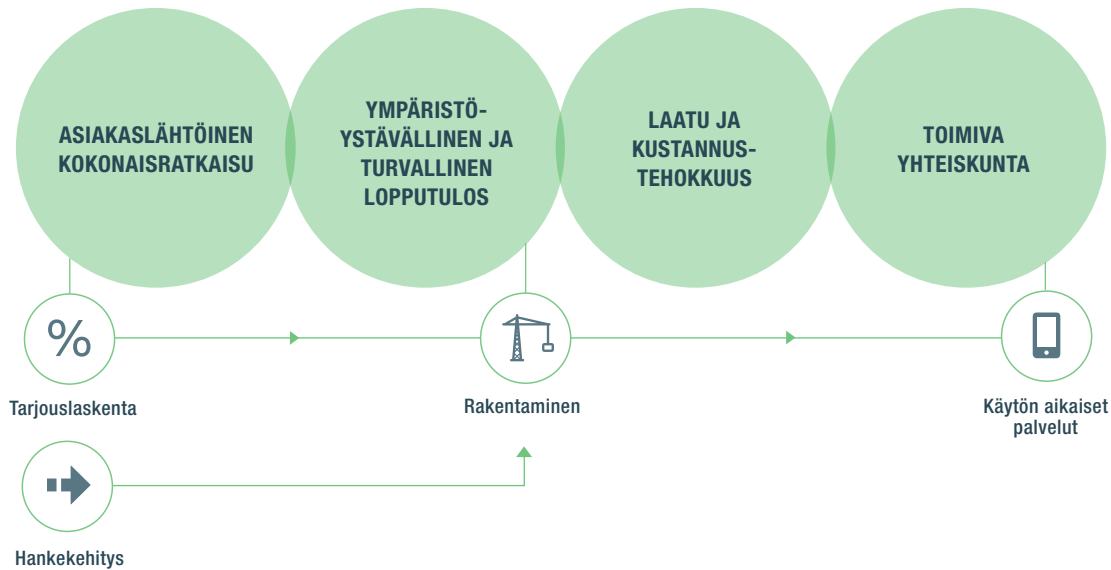 ASIAKASLÄHTÖINEN
KOKONAISRATKAISU
YMPÄRISTÖ-
YSTÄVÄLLINEN JA
TURVALLINEN
LOPPUTULOS
LAATU JA
KUSTANNUS-
TEHOKKUUS
TOIMIVA
YHTEISKUNTA
%
Tarjouslaskenta
Rakentaminen
Käytön aikaiset
palvelut
Hankekehitys